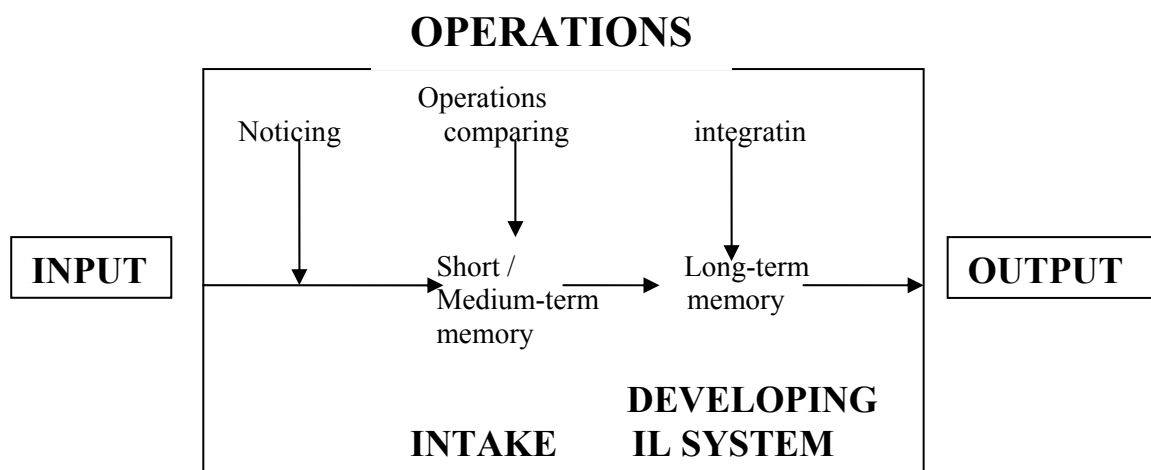 OPERATIONS
Operations
Noticing
comparing
integratin
INPUT
Short /
Medium-term
memory
Long-term
memory
OUTPUT
DEVELOPING
INTAKE
IL SYSTEM